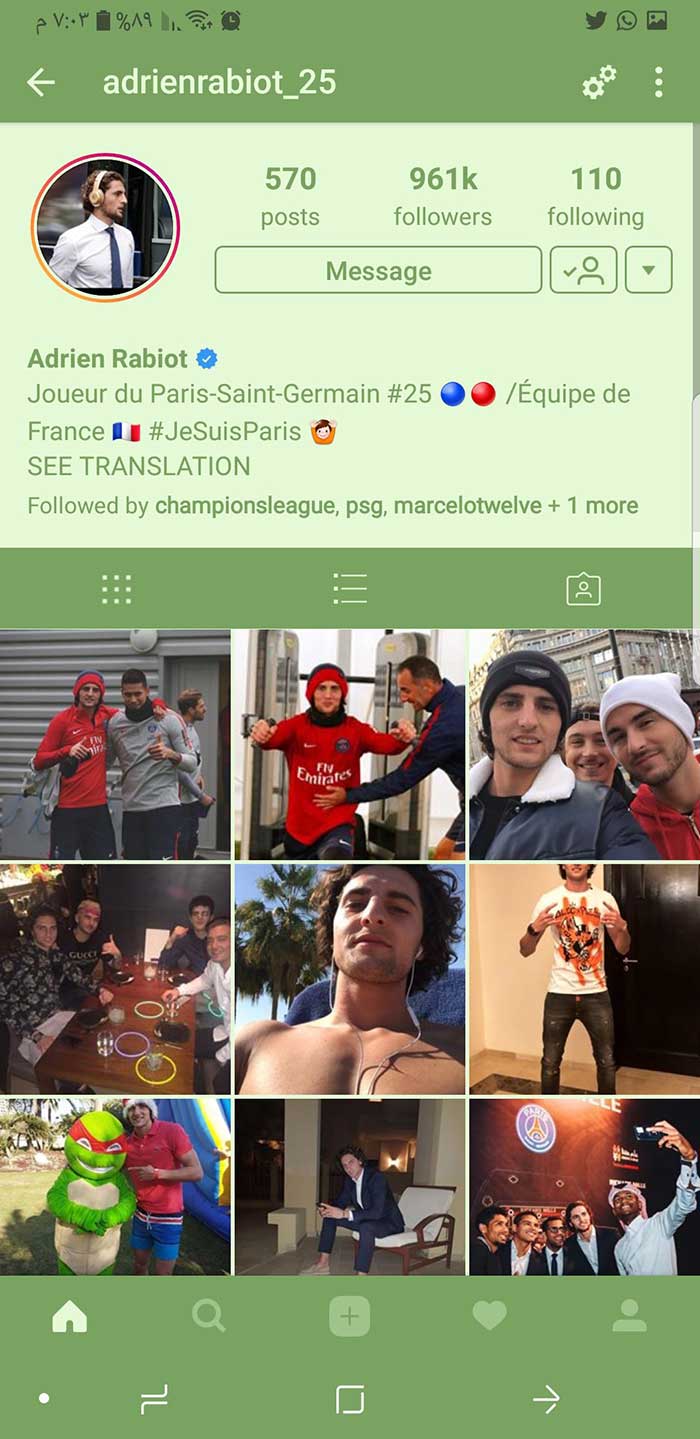 م ٧:٠٣ %٨٩
adrienrabiot_25
570 961k 110
posts followers following
Message
Adrien Rabiot
Joueur du Paris-Saint-Germain #25 🔵🔴 /Équipe de
France 🇫🇷 #JeSuisParis 🙆
SEE TRANSLATION
Followed by championsleague, psg, marcelotwelve + 1 more
Fly
Emirates
Fly
Emirates
GUCCI
PARIS
RICHARD MILLE